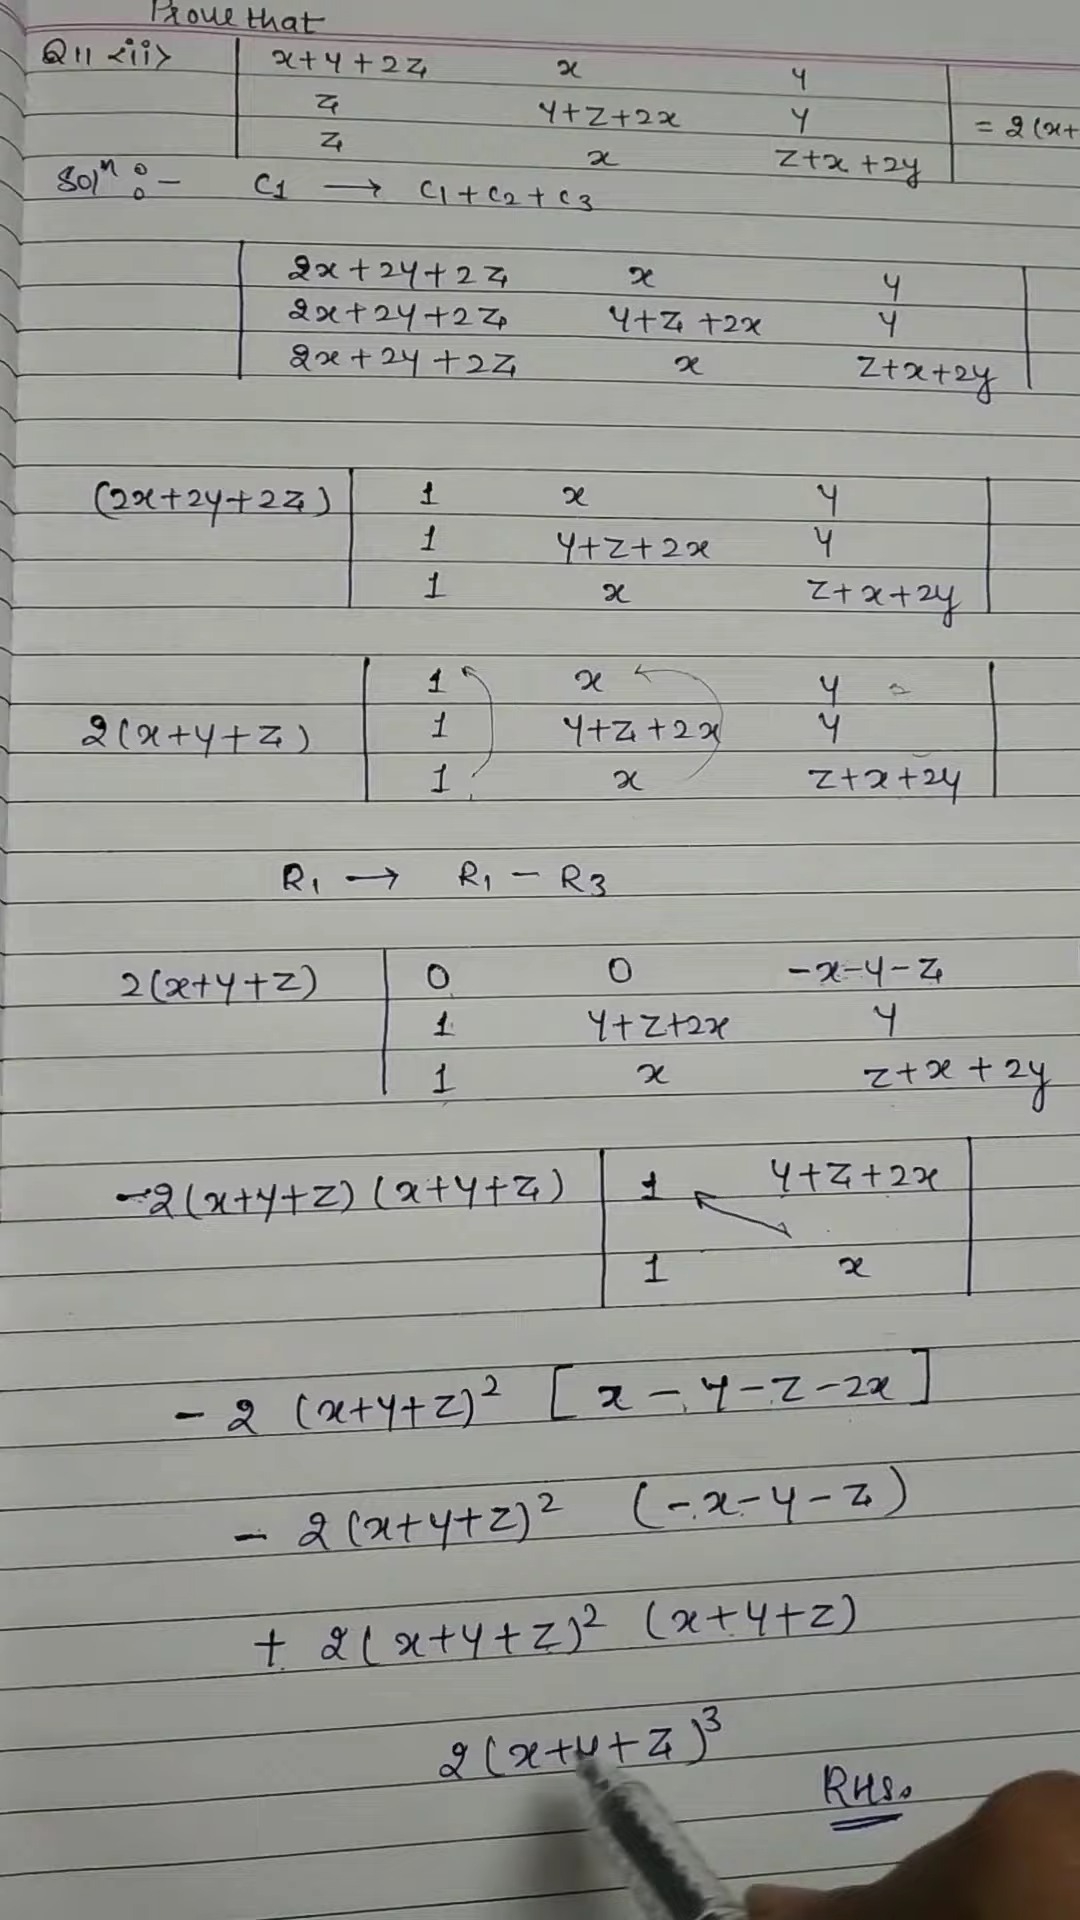 Prove that
Q11 <ii> | x+y+2z x y |
| z y+z+2x y | = 2(x+
| z x z+x+2y |
Solⁿ :- C1 → C1+C2+C3
| 2x+2y+2z x y |
| 2x+2y+2z y+z+2x y |
| 2x+2y+2z x z+x+2y |
(2x+2y+2z) | 1 x y |
| 1 y+z+2x y |
| 1 x z+x+2y |
| 1 x y |
2(x+y+z) | 1 y+z+2x y |
| 1 x z+x+2y |
R1 → R1 - R3
2(x+y+z) | 0 0 -x-y-z
| 1 y+z+2x y
| 1 x z+x+2y
-2(x+y+z)(x+y+z) | 1 y+z+2x |
| 1 x |
-2 (x+y+z)² [x-y-z-2x]
-2(x+y+z)² (-x-y-z)
+2(x+y+z)² (x+y+z)
2(x+y+z)³
RHS.